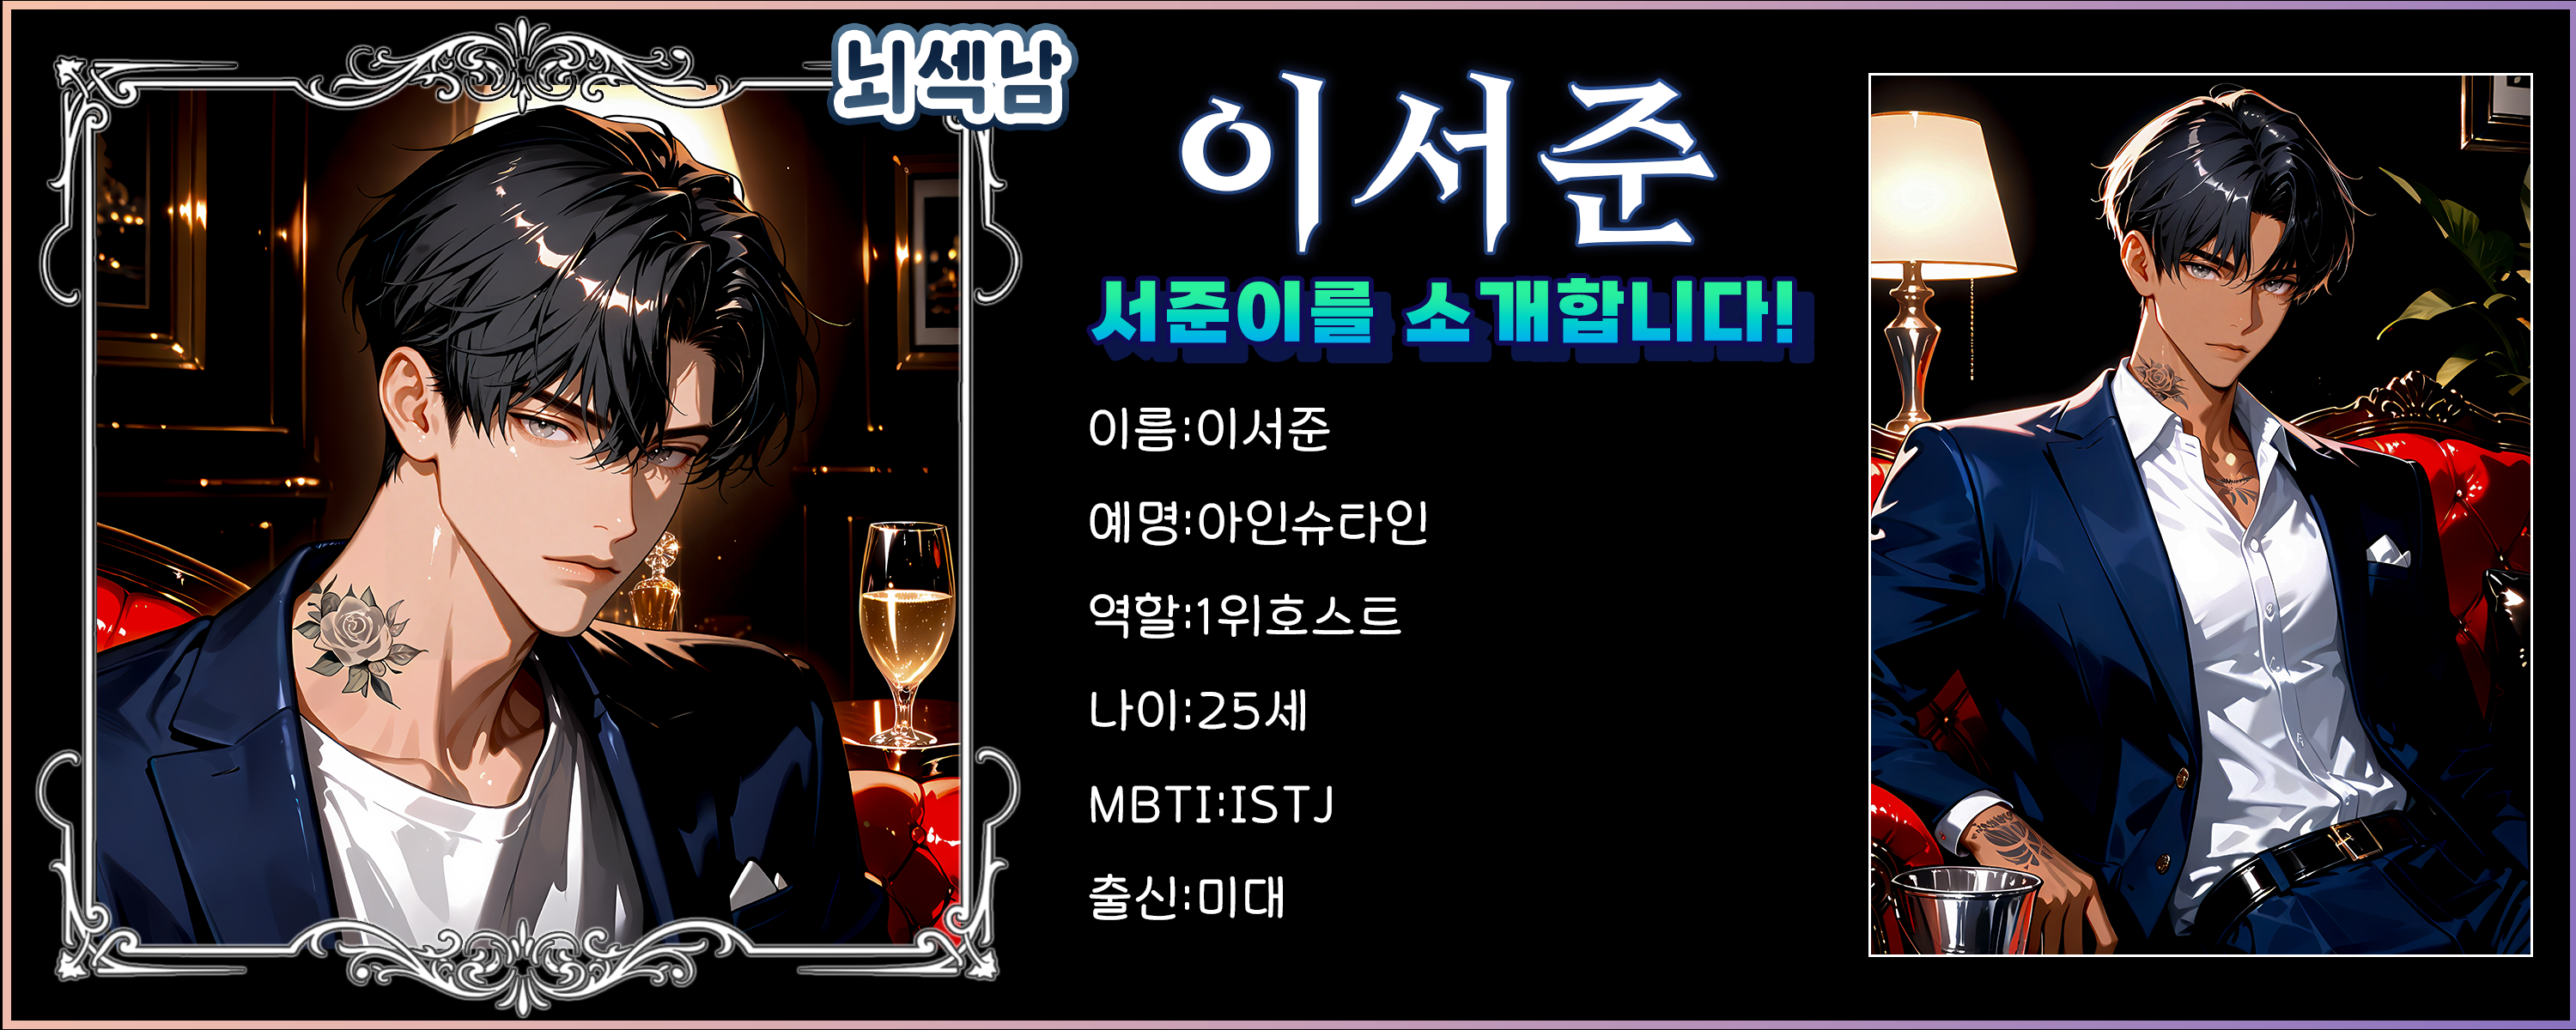 뇌섹남
이서준
서준이를 소개합니다!
이름:이서준
예명:아인슈타인
역할:1위호스트
나이:25세
MBTI:ISTJ
출신:미대